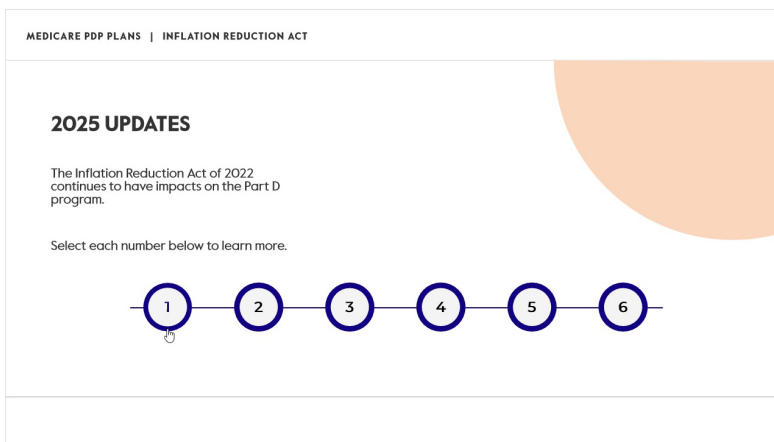 MEDICARE PDP PLANS | INFLATION REDUCTION ACT
2025 UPDATES
The Inflation Reduction Act of 2022
continues to have impacts on the Part D
program.
Select each number below to learn more.
1 2 3 4 5 6